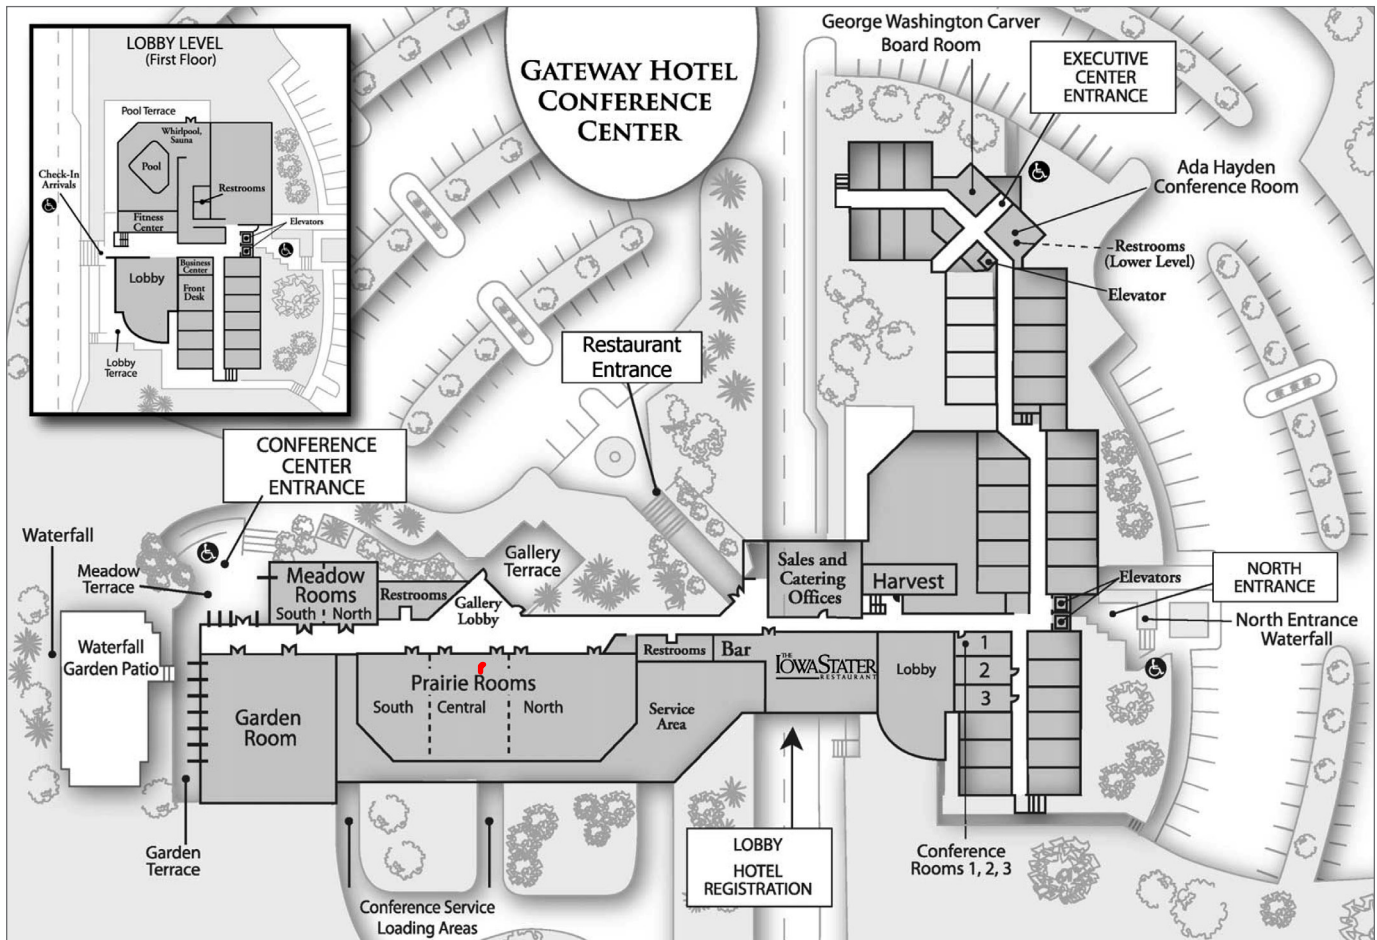 LOBBY LEVEL
(First Floor)
Pool Terrace
Whirlpool,
Sauna
Pool
Check-In
Arrivals
Restrooms
Fitness
Center
Elevators
Business
Center
Lobby
Front
Desk
Lobby
Terrace
GATEWAY HOTEL
CONFERENCE
CENTER
George Washington Carver
Board Room
EXECUTIVE
CENTER
ENTRANCE
Ada Hayden
Conference Room
Restrooms
(Lower Level)
Elevator
Restaurant
Entrance
CONFERENCE
CENTER
ENTRANCE
Waterfall
Meadow
Terrace
Meadow
Rooms
South
North
Restrooms
Gallery
Terrace
Gallery
Lobby
Sales and
Catering
Offices
Harvest
Elevators
NORTH
ENTRANCE
North Entrance
Waterfall
Waterfall
Garden Patio
Garden
Room
Prairie Rooms
South
Central
North
Restrooms
Bar
THE
IOWASTATER
RESTAURANT
Lobby
1
2
3
Service
Area
Garden
Terrace
Conference Service
Loading Areas
LOBBY
HOTEL
REGISTRATION
Conference
Rooms 1, 2, 3